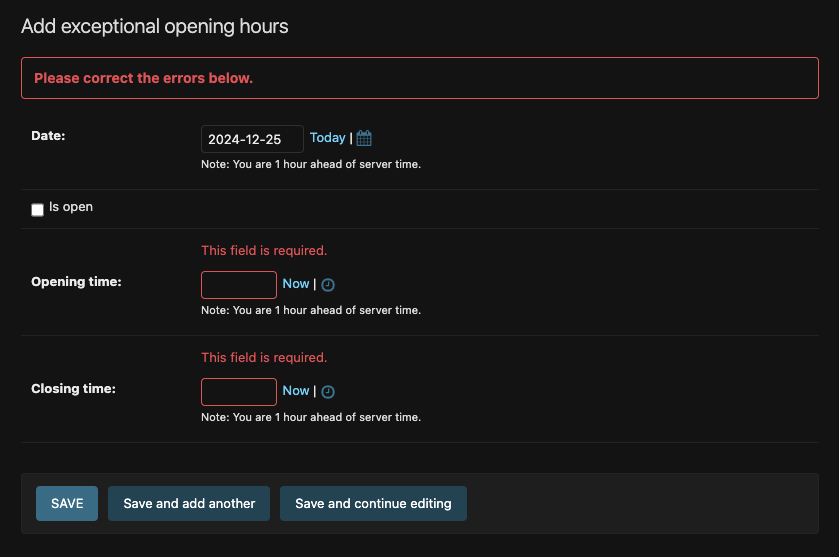 Add exceptional opening hours
Please correct the errors below.
Date: 2024-12-25 Today |
Note: You are 1 hour ahead of server time.
Is open
This field is required.
Opening time: Now |
Note: You are 1 hour ahead of server time.
This field is required.
Closing time: Now |
Note: You are 1 hour ahead of server time.
SAVE Save and add another Save and continue editing